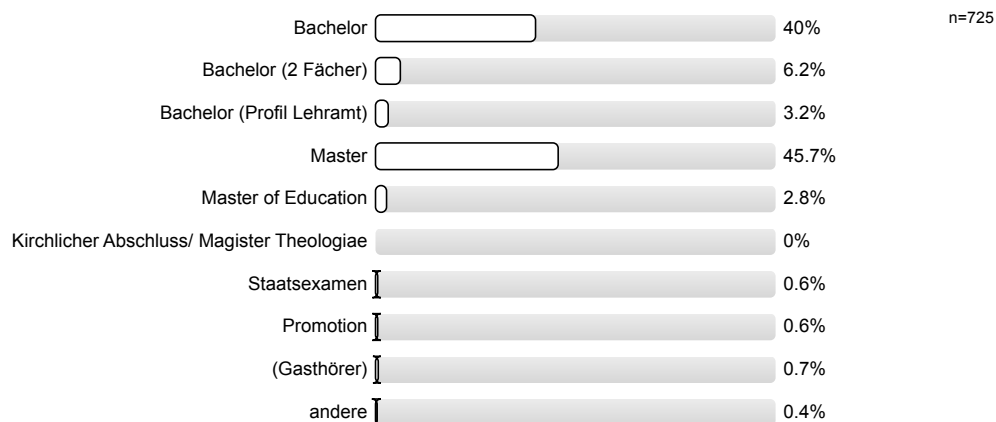 n=725
Bachelor 40%
Bachelor (2 Fächer) 6.2%
Bachelor (Profil Lehramt) 3.2%
Master 45.7%
Master of Education 2.8%
Kirchlicher Abschluss/ Magister Theologiae 0%
Staatsexamen 0.6%
Promotion 0.6%
(Gasthörer) 0.7%
andere 0.4%